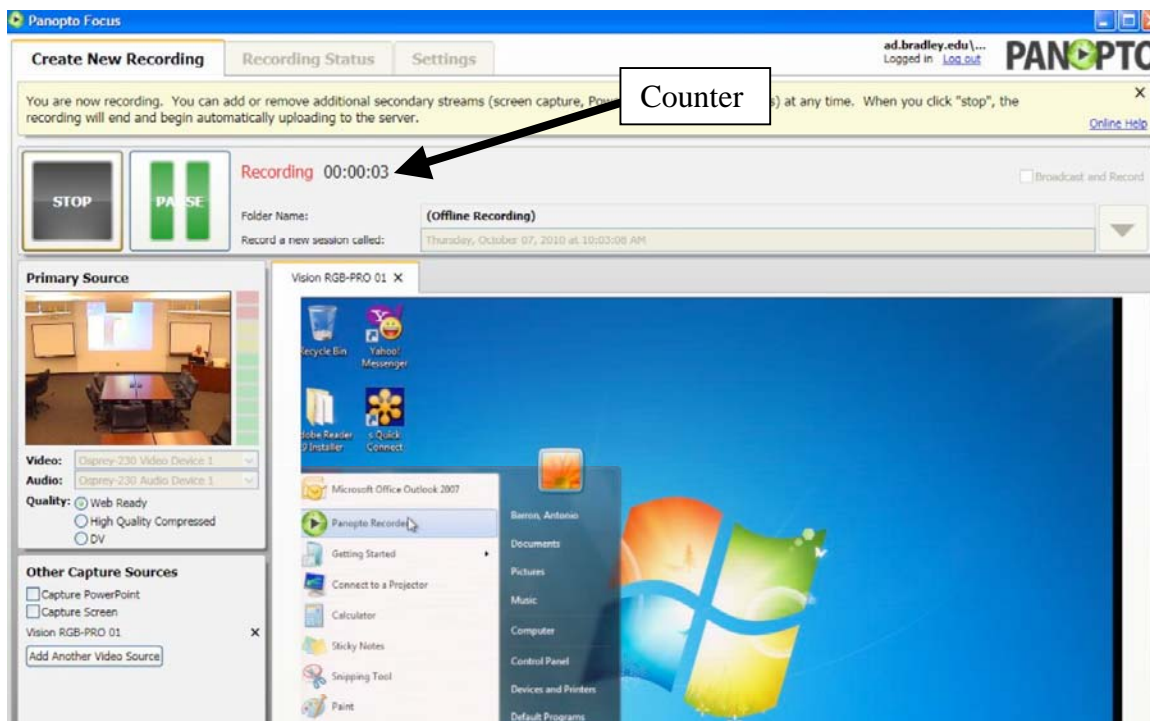 Panopto Focus
Create New Recording
Recording Status
Settings
ad.bradley.edu\...
Logged in Log out
PANOPTO
You are now recording. You can add or remove additional secondary streams (screen capture, Pow s) at any time. When you click "stop", the
recording will end and begin automatically uploading to the server.
Online Help
Counter
STOP
PAUSE
Recording 00:00:03
Broadcast and Record
Folder Name: (Offline Recording)
Record a new session called: Thursday, October 07, 2010 at 10:03:08 AM
Primary Source
Video: Osprey-230 Video Device 1
Audio: Osprey-230 Audio Device 1
Quality: Web Ready
High Quality Compressed
DV
Other Capture Sources
Capture PowerPoint
Capture Screen
Vision RGB-PRO 01 X
Add Another Video Source
Vision RGB-PRO 01 X
Recycle Bin
Yahoo!
Messenger
dobe Reader
9 Installer
s Quick
Connect
Microsoft Office Outlook 2007
Panopto Recorder
Getting Started
Connect to a Projector
Calculator
Sticky Notes
Snipping Tool
Paint
Barron, Antonio
Documents
Pictures
Music
Computer
Control Panel
Devices and Printers
Default Programs